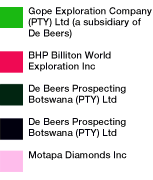 Gope Exploration Company
(PTY) Ltd (a subsidiary of
De Beers)
BHP Billiton World
Exploration Inc
De Beers Prospecting
Botswana (PTY) Ltd
De Beers Prospecting
Botswana (PTY) Ltd
Motapa Diamonds Inc